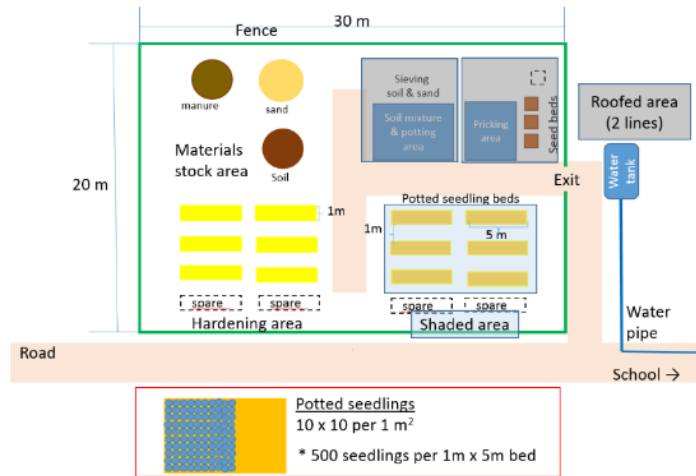 30 m
Fence
manure
sand
Sieving
soil & sand
Soil mixture
& potting
area
Pricking
area
Seed beds
Roofed area
(2 lines)
Materials
stock area
Soil
20 m
Exit
Water
tank
Potted seedling beds
1m
1m
5 m
spare
spare
spare
spare
Hardening area
Shaded area
Water
pipe
Road
School →
Potted seedlings
10 x 10 per 1 m²
* 500 seedlings per 1m x 5m bed